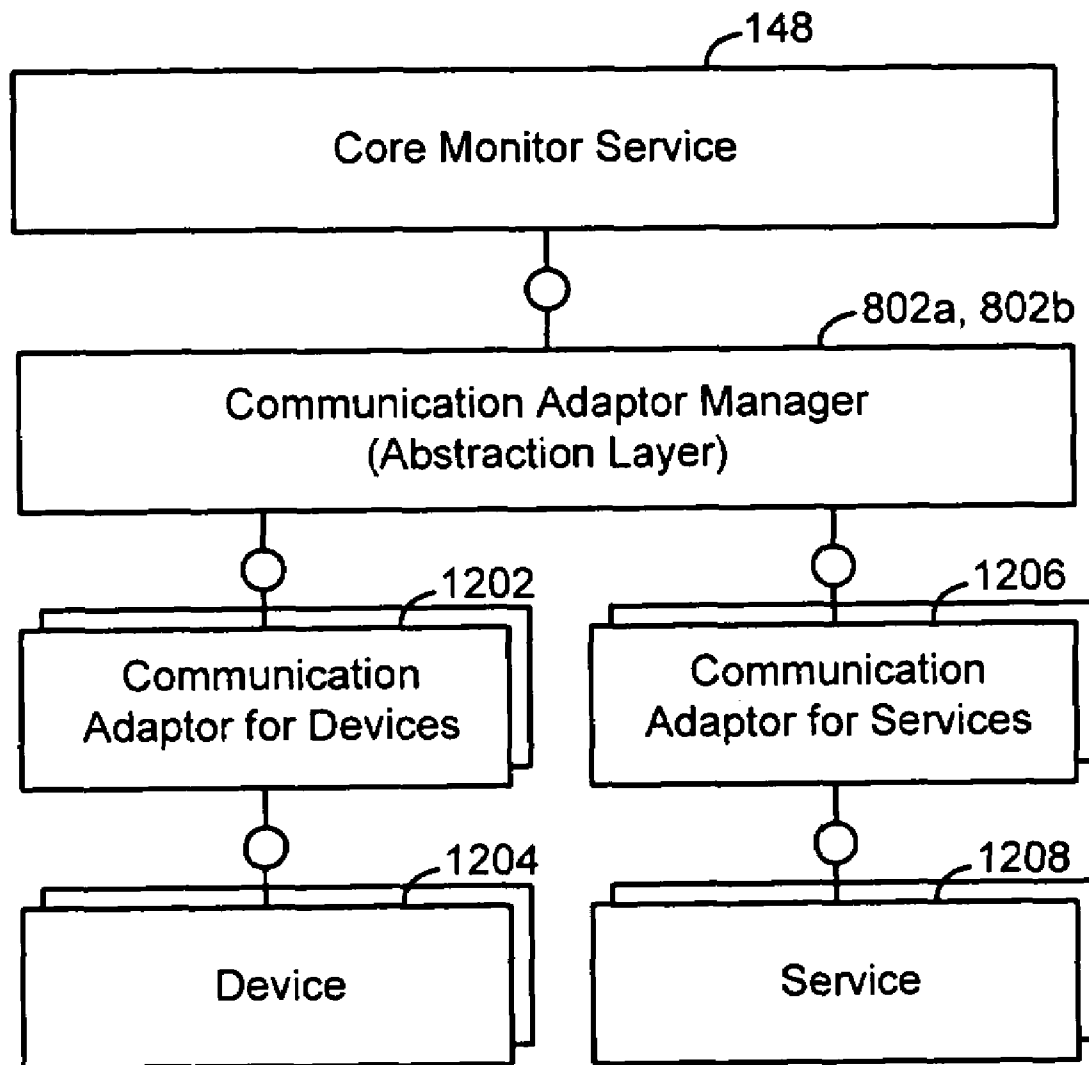 148
Core Monitor Service
802a, 802b
Communication Adaptor Manager
(Abstraction Layer)
1202
1206
Communication
Adaptor for Devices
Communication
Adaptor for Services
1204
1208
Device
Service